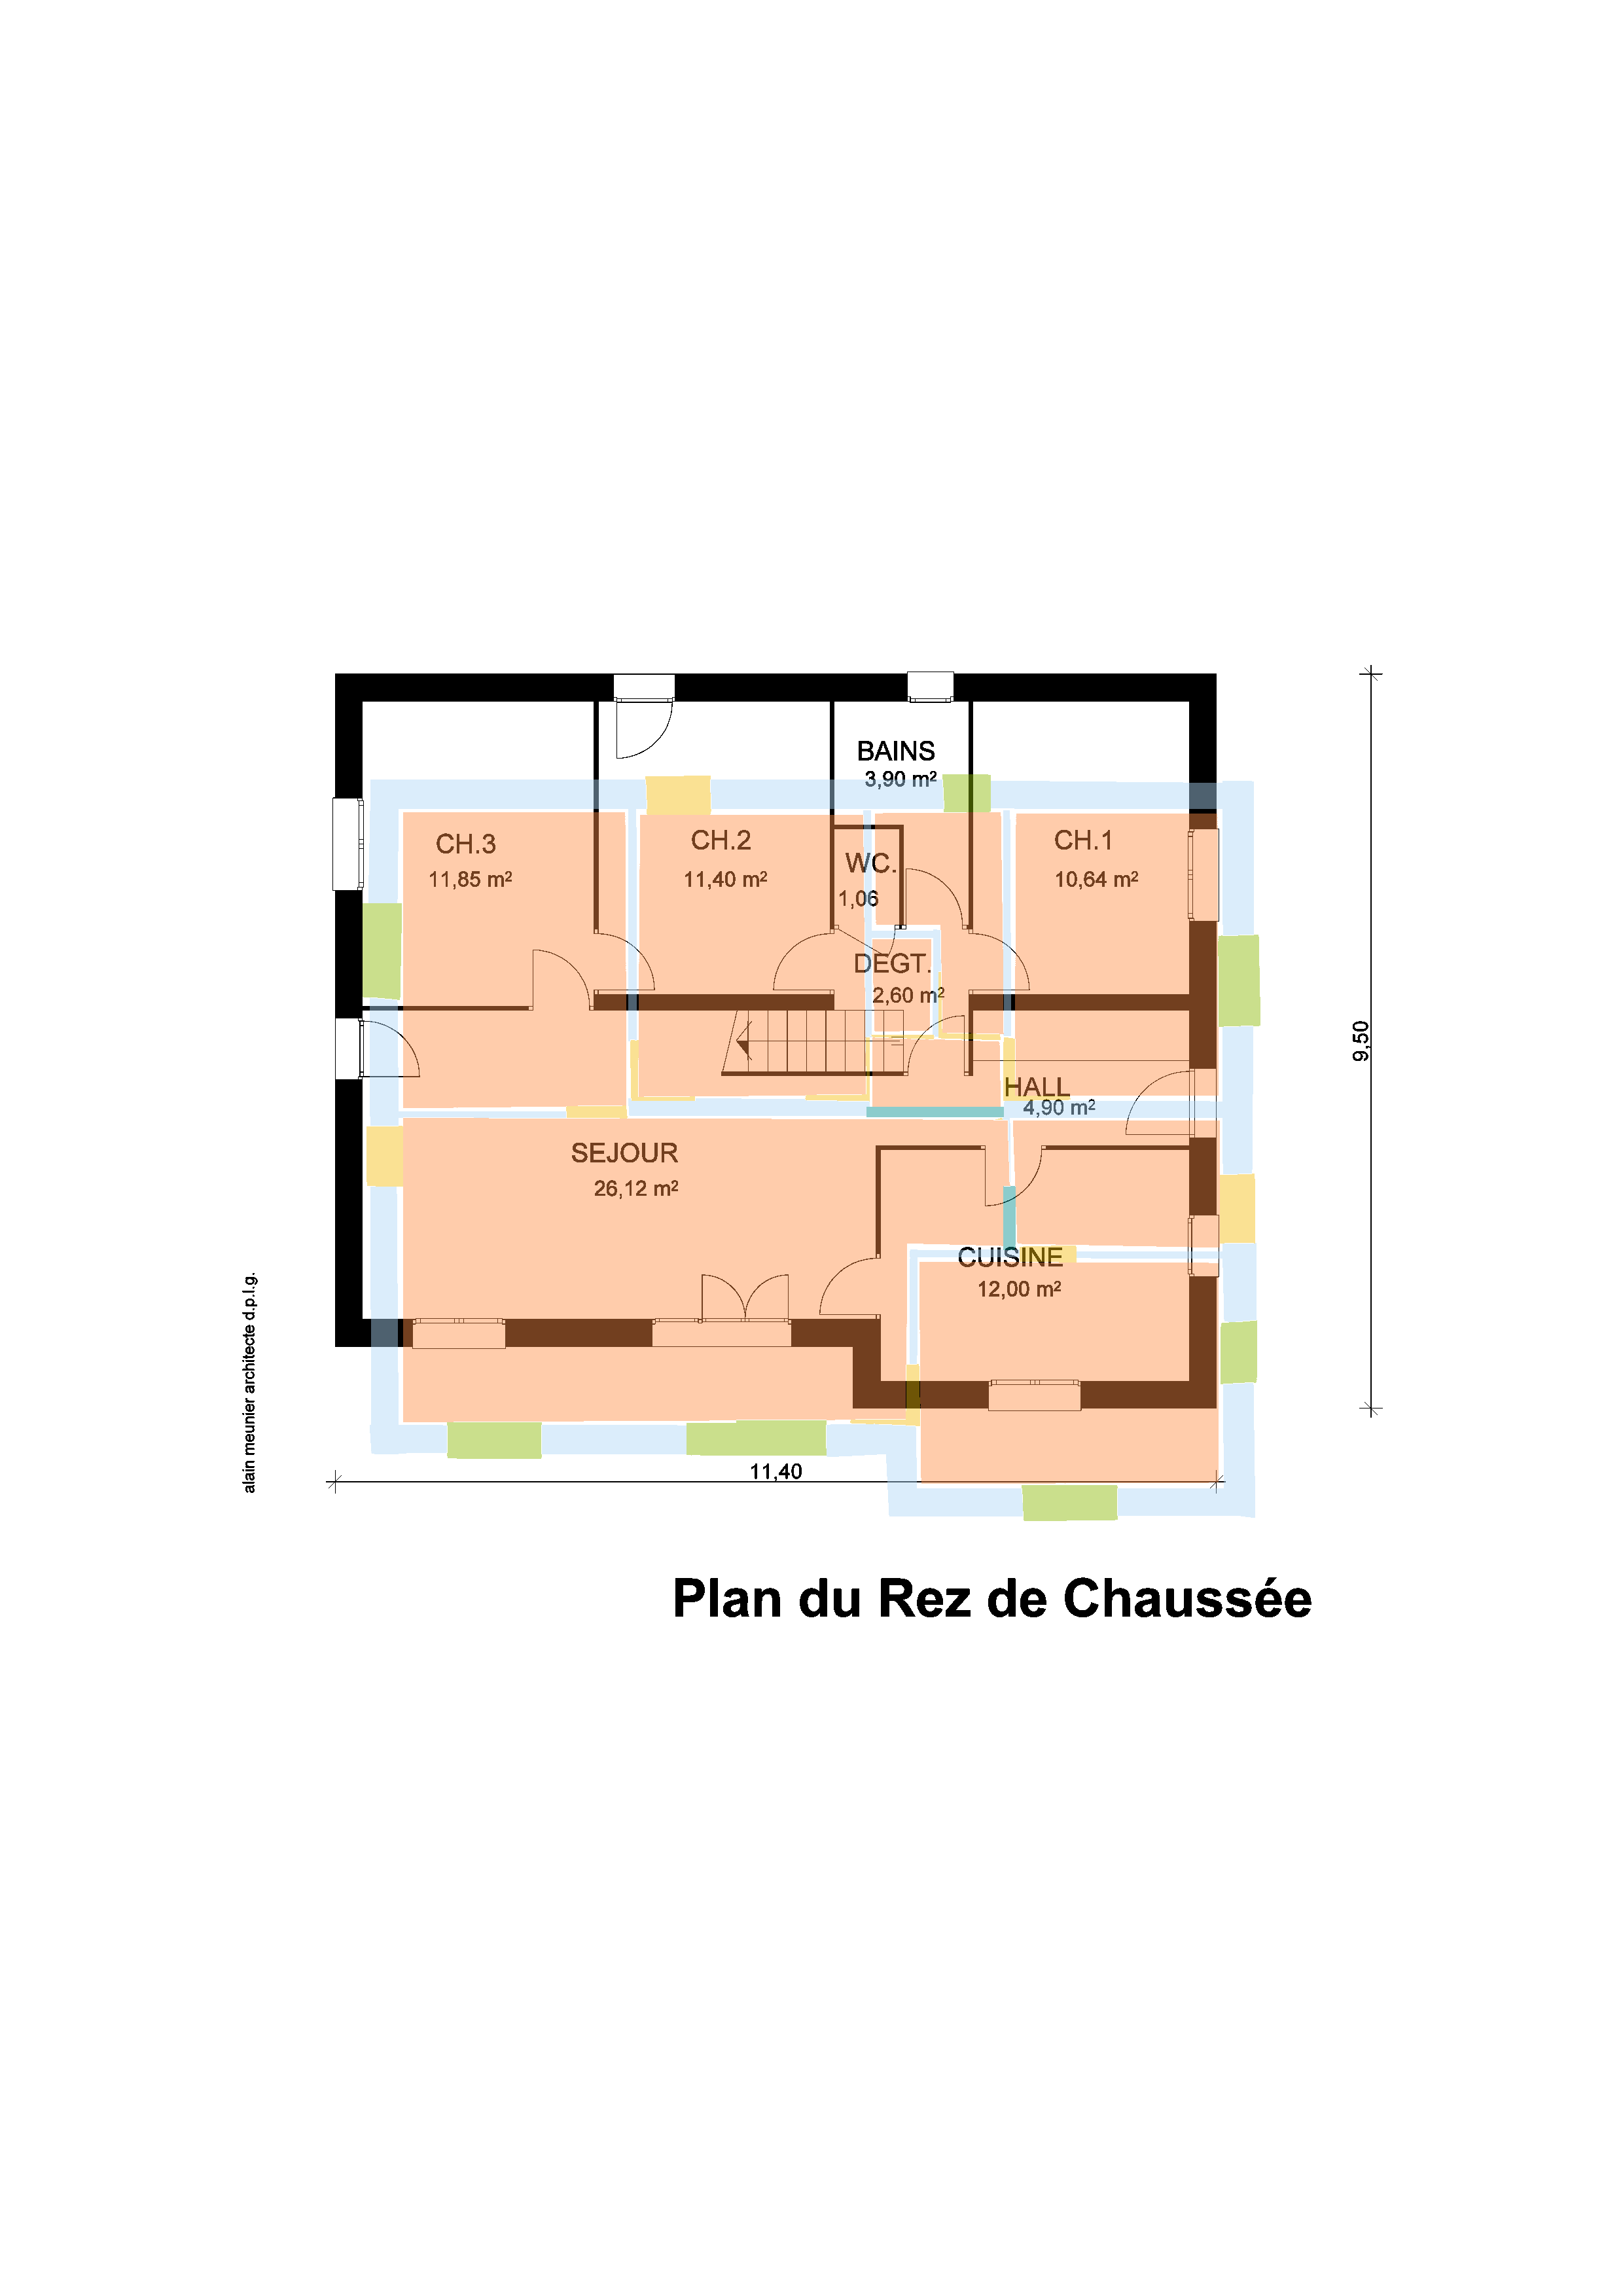 BAINS
3,90 m²
CH.3
11,85 m²
CH.2
11,40 m²
WC.
1,06
CH.1
10,64 m²
DEGT.
2,60 m²
HALL
4,90 m²
9,50
SEJOUR
26,12 m²
CUISINE
12,00 m²
alain meunier architecte d.p.l.g.
11,40
Plan du Rez de Chaussée